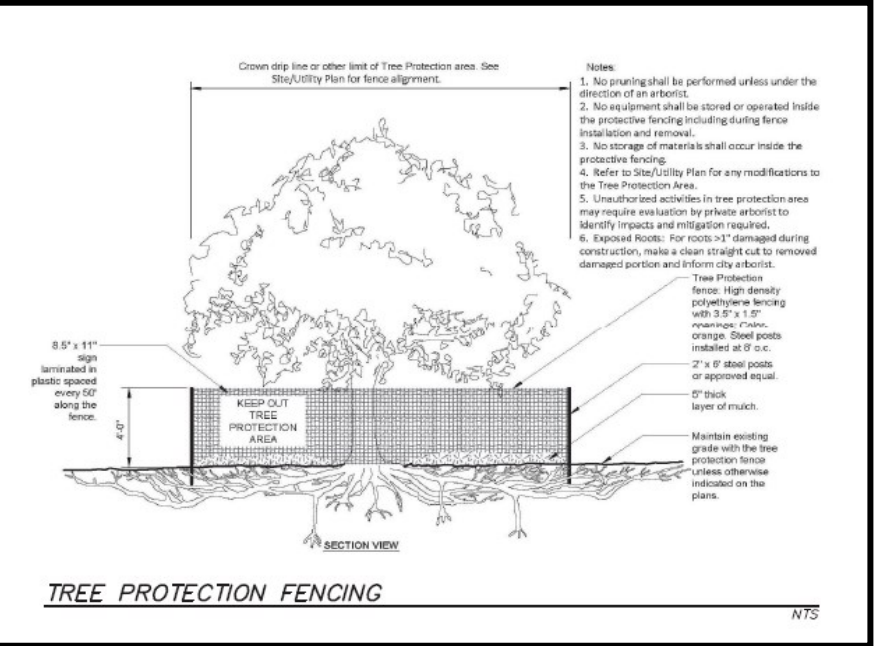 Crown drip line or other limit of Tree Protection area. See
Site/Utility Plan for fence alignment.
Notes:
1. No pruning shall be performed unless under the
direction of an arborist.
2. No equipment shall be stored or operated inside
the protective fencing including during fence
installation and removal.
3. No storage of materials shall occur inside the
protective fencing.
4. Refer to Site/Utility Plan for any modifications to
the Tree Protection Area.
5. Unauthorized activities in tree protection area
may require evaluation by private arborist to
identify impacts and mitigation required.
6. Exposed Roots: For roots >1" damaged during
construction, make a clean straight cut to removed
damaged portion and inform city arborist.
Tree Protection
fence: High density
polyethylene fencing
with 3.5" x 1.5"
openings; Color-
orange. Steel posts
installed at 8' o.c.
2" x 6' steel posts
or approved equal.
5" thick
layer of mulch.
Maintain existing
grade with the tree
protection fence
unless otherwise
indicated on the
plans.
8.5" x 11"
sign
laminated in
plastic spaced
every 50'
along the
fence.
4'-0"
KEEP OUT
TREE
PROTECTION
AREA
SECTION VIEW
TREE PROTECTION FENCING
NTS